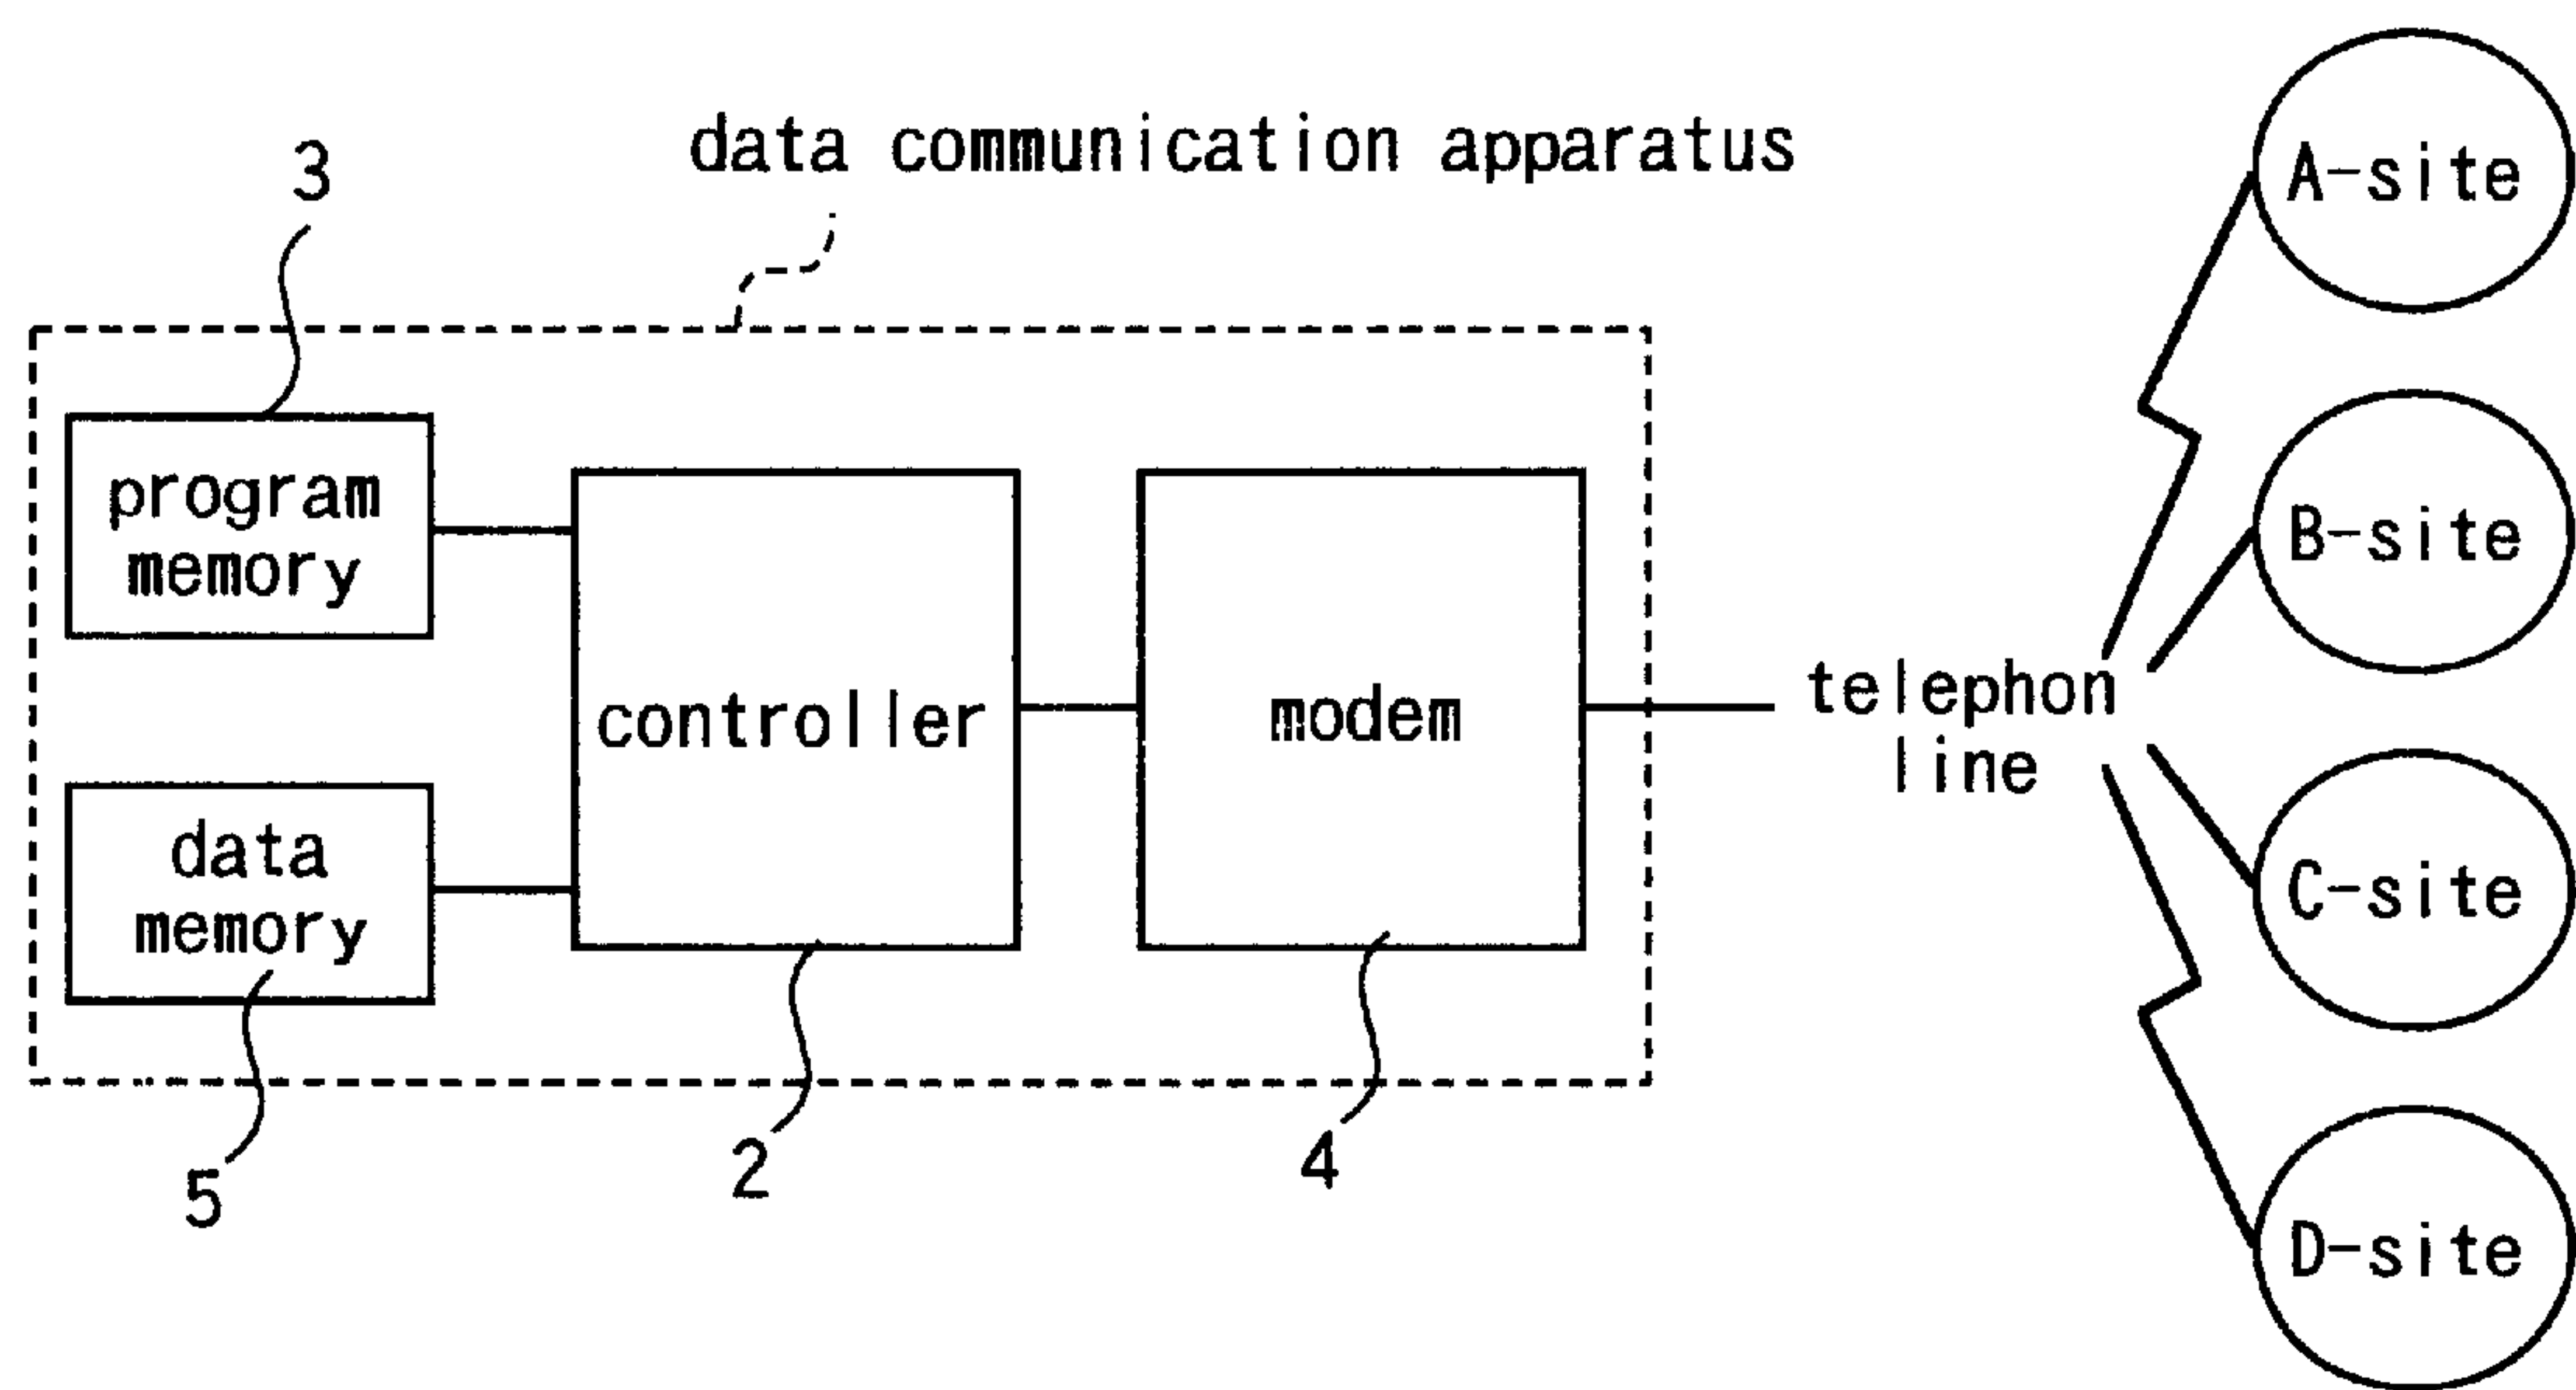 data communication apparatus
3
program
memory
data
memory
controller
modem
telephon
line
5
2
4
A-site
B-site
C-site
D-site